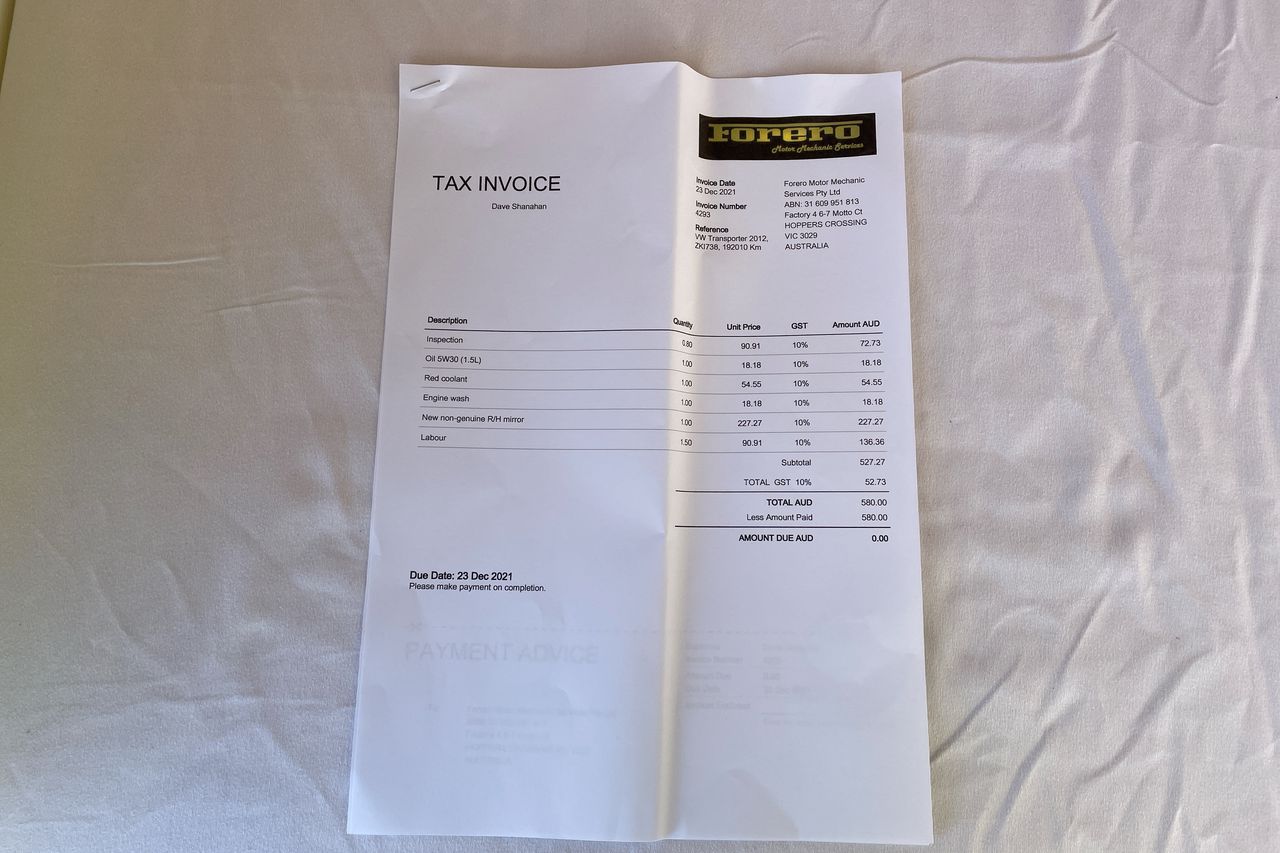 Forero
Motor Mechanic Services
TAX INVOICE
Dave Shanahan
Invoice Date
23 Dec 2021
Invoice Number
4293
Reference
VW Transporter 2012,
ZKI738, 192010 Km
Forero Motor Mechanic
Services Pty Ltd
ABN: 31 609 951 813
Factory 4 6-7 Motto Ct
HOPPERS CROSSING
VIC 3029
AUSTRALIA
Description Quantity Unit Price GST Amount AUD
Inspection 0.80 90.91 10% 72.73
Oil 5W30 (1.5L) 1.00 18.18 10% 18.18
Red coolant 1.00 54.55 10% 54.55
Engine wash 1.00 18.18 10% 18.18
New non-genuine R/H mirror 1.00 227.27 10% 227.27
Labour 1.50 90.91 10% 136.36
Subtotal 527.27
TOTAL GST 10% 52.73
TOTAL AUD 580.00
Less Amount Paid 580.00
AMOUNT DUE AUD 0.00
Due Date: 23 Dec 2021
Please make payment on completion.
PAYMENT ADVICE